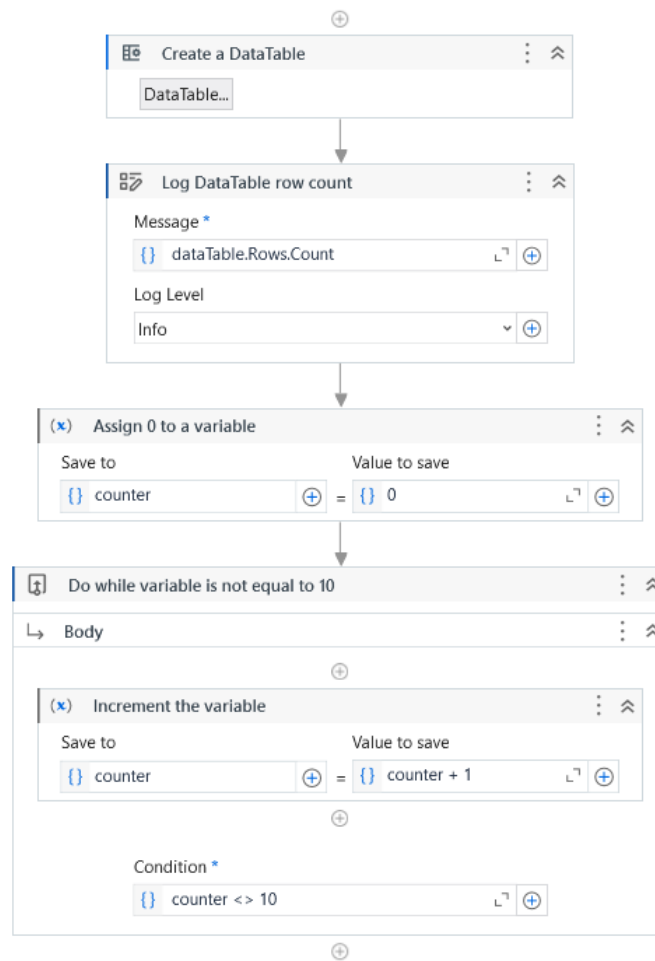 Create a DataTable
DataTable...
Log DataTable row count
Message *
{} dataTable.Rows.Count
Log Level
Info
(x) Assign 0 to a variable
Save to Value to save
{} counter = {} 0
Do while variable is not equal to 10
Body
(x) Increment the variable
Save to Value to save
{} counter = {} counter + 1
Condition *
{} counter <> 10